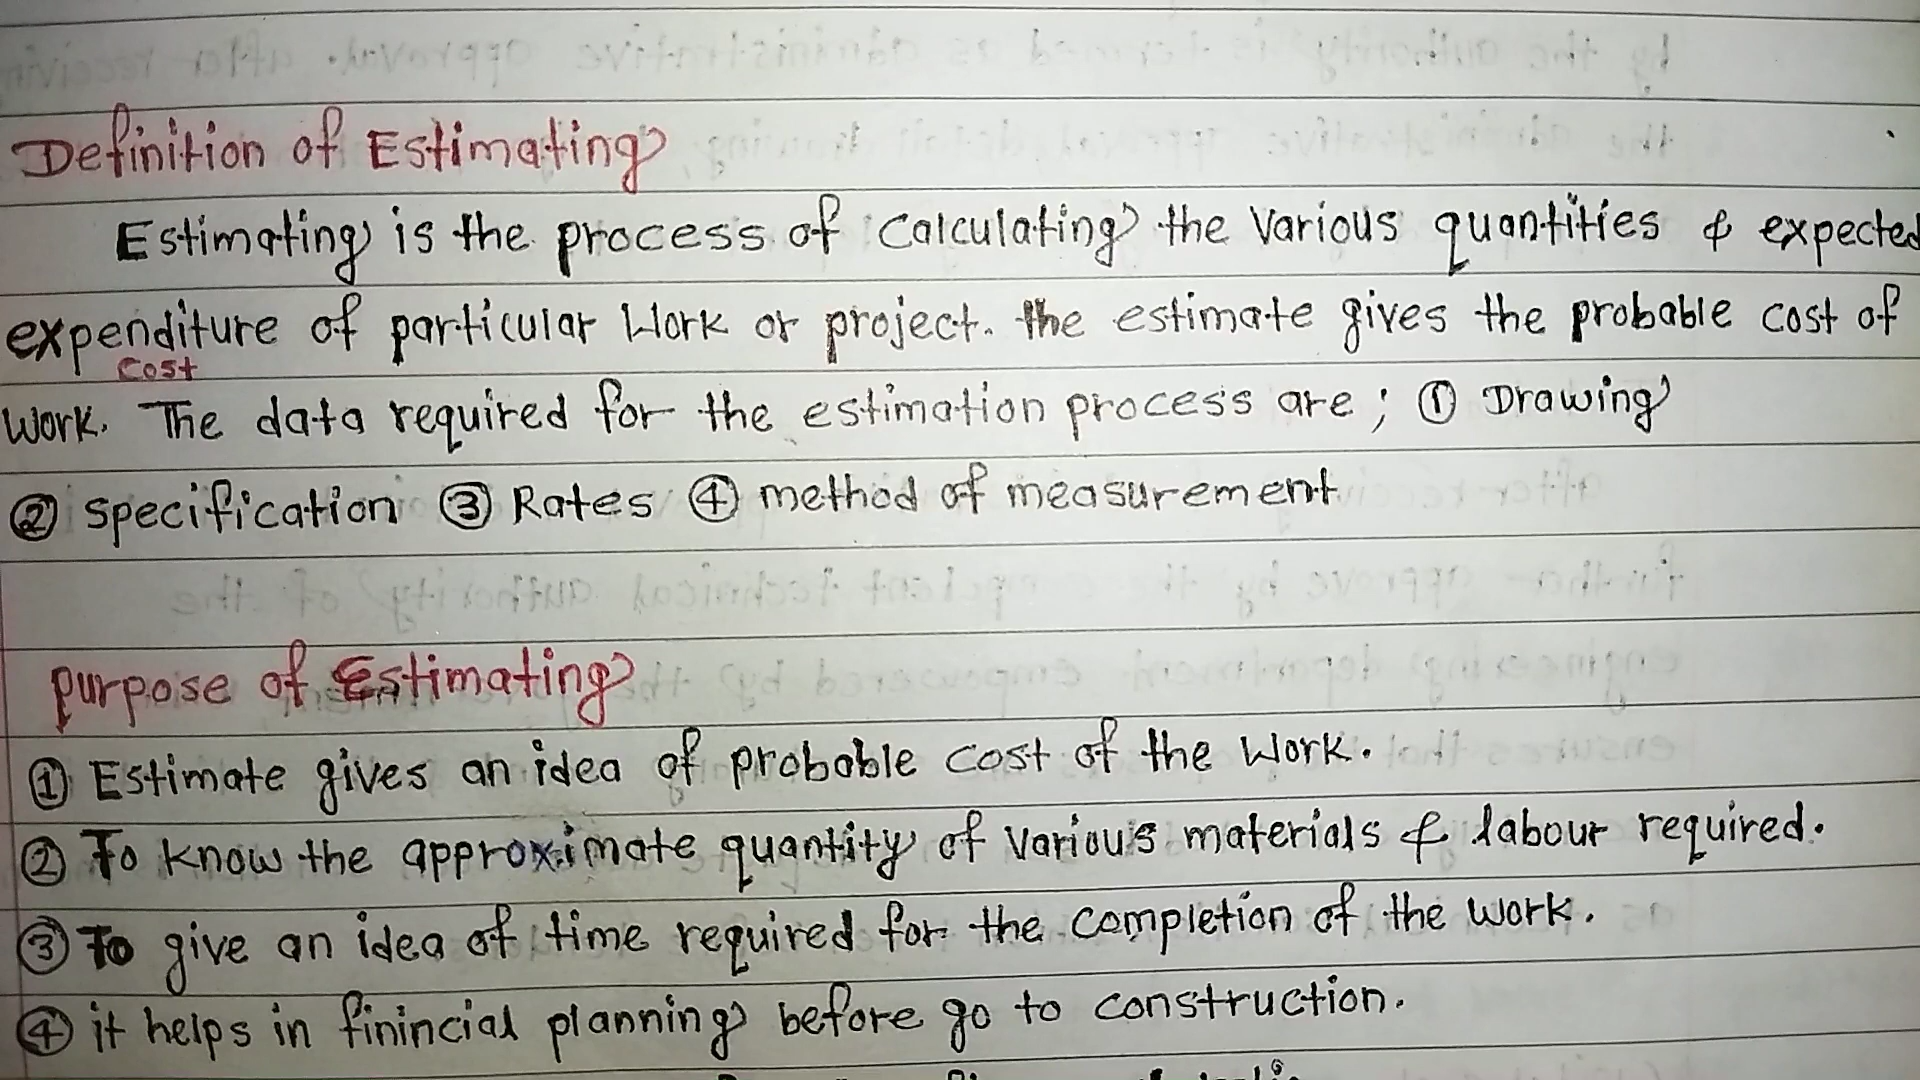 Definition of Estimating
Estimating is the process of calculating the various quantities & expected
expenditure of particular Work or project. the estimate gives the probable cost of
cost
Work. The data required for the estimation process are ; ① Drawing
② specification ③ Rates ④ method of measurement
purpose of Estimating
① Estimate gives an idea of probable cost of the Work.
② To know the approximate quantity of various materials & labour required.
③ To give an idea of time required for the completion of the work.
④ it helps in finincial planning before go to construction.